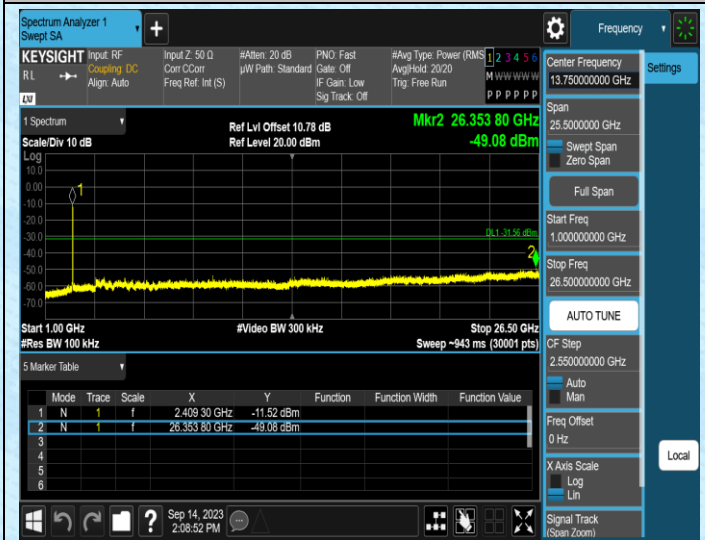 Spectrum Analyzer 1
Swept SA
+
Frequency
KEYSIGHT
RL
LXI
Input: RF
Coupling: DC
Align: Auto
Input Z: 50 Ω
Corr CCorr
Freq Ref: Int (S)
#Atten: 20 dB
µW Path: Standard
PNO: Fast
Gate: Off
IF Gain: Low
Sig Track: Off
#Avg Type: Power (RMS
Avg|Hold: 20/20
Trig: Free Run
1 2 3 4 5 6
M W W W W W
P P P P P P
1 Spectrum
Scale/Div 10 dB
Ref Lvl Offset 10.78 dB
Ref Level 20.00 dBm
Mkr2 26.353 80 GHz
-49.08 dBm
Log
10.0
0.00
-10.0
-20.0
-30.0
-40.0
-50.0
-60.0
-70.0
1
DL1 -31.56 dBm
2
Start 1.00 GHz
#Video BW 300 kHz
Stop 26.50 GHz
#Res BW 100 kHz
Sweep ~943 ms (30001 pts)
5 Marker Table
Mode Trace Scale X Y Function Function Width Function Value
1 N 1 f 2.409 30 GHz -11.52 dBm
2 N 1 f 26.353 80 GHz -49.08 dBm
3
4
5
6
Sep 14, 2023
2:08:52 PM
Center Frequency
13.750000000 GHz
Settings
Span
25.5000000 GHz
Swept Span
Zero Span
Full Span
Start Freq
1.000000000 GHz
Stop Freq
26.500000000 GHz
AUTO TUNE
CF Step
2.550000000 GHz
Auto
Man
Freq Offset
0 Hz
X Axis Scale
Log
Lin
Local
Signal Track
(Span Zoom)